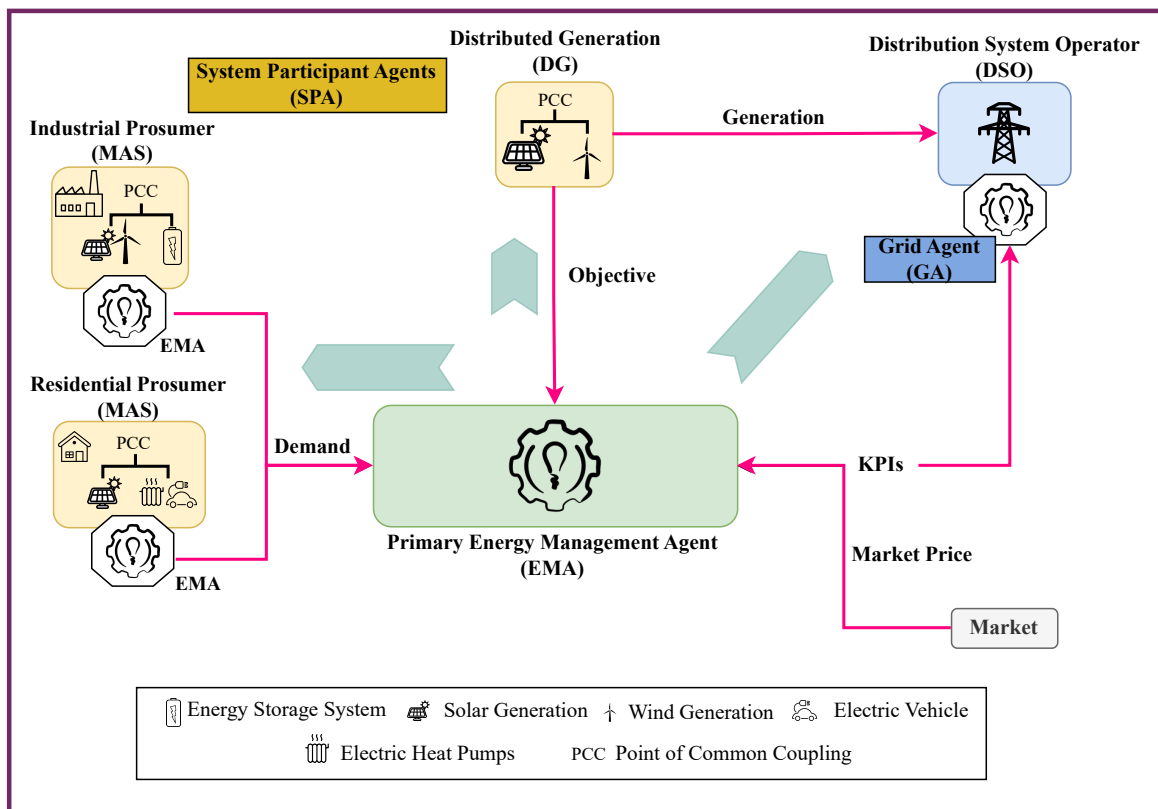 Distributed Generation
(DG)
Distribution System Operator
(DSO)
System Participant Agents
(SPA)
PCC
Generation
Industrial Prosumer
(MAS)
PCC
Grid Agent
(GA)
Objective
EMA
Residential Prosumer
(MAS)
PCC
Demand
KPIs
EMA
Primary Energy Management Agent
(EMA)
Market Price
Market
Energy Storage System
Solar Generation
Wind Generation
Electric Vehicle
Electric Heat Pumps
PCC Point of Common Coupling